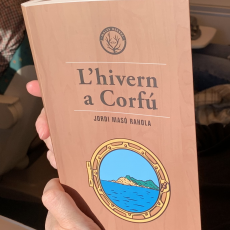 L'hivern
a Corfú
JORDI MASÓ RAHOLA